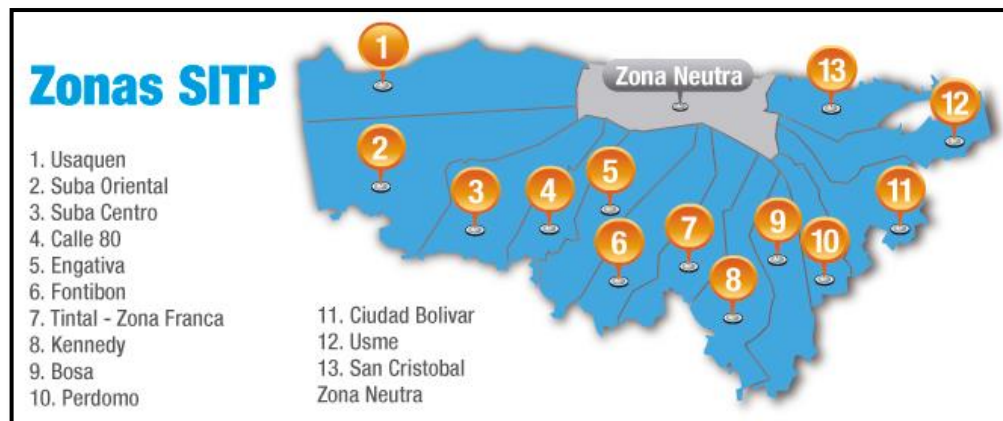 Zonas SITP
1. Usaquen
2. Suba Oriental
3. Suba Centro
4. Calle 80
5. Engativa
6. Fontibon
7. Tintal - Zona Franca
8. Kennedy
9. Bosa
10. Perdomo
11. Ciudad Bolivar
12. Usme
13. San Cristobal
Zona Neutra
1
Zona Neutra
13
12
2
3
4
5
6
7
8
9
10
11